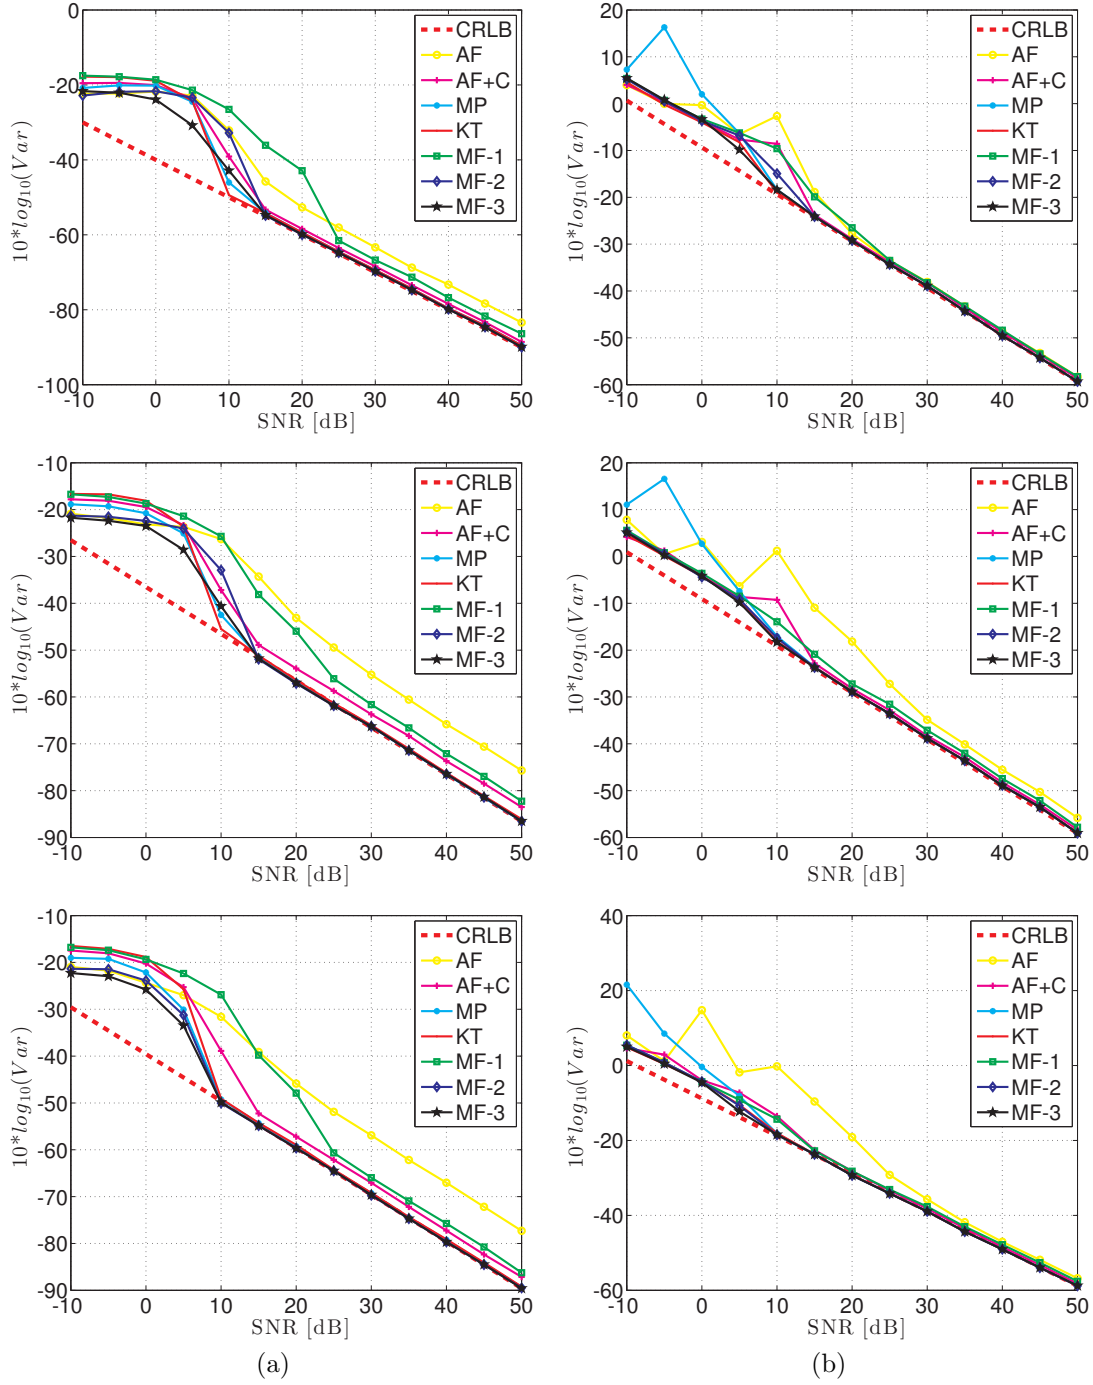 0
-20
-40
-60
-80
-100
-10 0 10 20 30 40 50
SNR [dB]
10*log10(Var)
CRLB
AF
AF+C
MP
KT
MF-1
MF-2
MF-3
20
10
0
-10
-20
-30
-40
-50
-60
-10 0 10 20 30 40 50
SNR [dB]
10*log10(Var)
CRLB
AF
AF+C
MP
KT
MF-1
MF-2
MF-3
-10
-20
-30
-40
-50
-60
-70
-80
-90
-10 0 10 20 30 40 50
SNR [dB]
10*log10(Var)
CRLB
AF
AF+C
MP
KT
MF-1
MF-2
MF-3
20
10
0
-10
-20
-30
-40
-50
-60
-10 0 10 20 30 40 50
SNR [dB]
10*log10(Var)
CRLB
AF
AF+C
MP
KT
MF-1
MF-2
MF-3
-10
-20
-30
-40
-50
-60
-70
-80
-90
-10 0 10 20 30 40 50
SNR [dB]
10*log10(Var)
CRLB
AF
AF+C
MP
KT
MF-1
MF-2
MF-3
40
20
0
-20
-40
-60
-10 0 10 20 30 40 50
SNR [dB]
10*log10(Var)
CRLB
AF
AF+C
MP
KT
MF-1
MF-2
MF-3
(a)
(b)